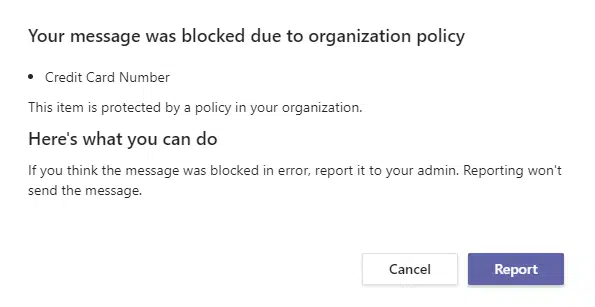 Your message was blocked due to organization policy
• Credit Card Number
This item is protected by a policy in your organization.
Here's what you can do
If you think the message was blocked in error, report it to your admin. Reporting won't
send the message.
Cancel Report